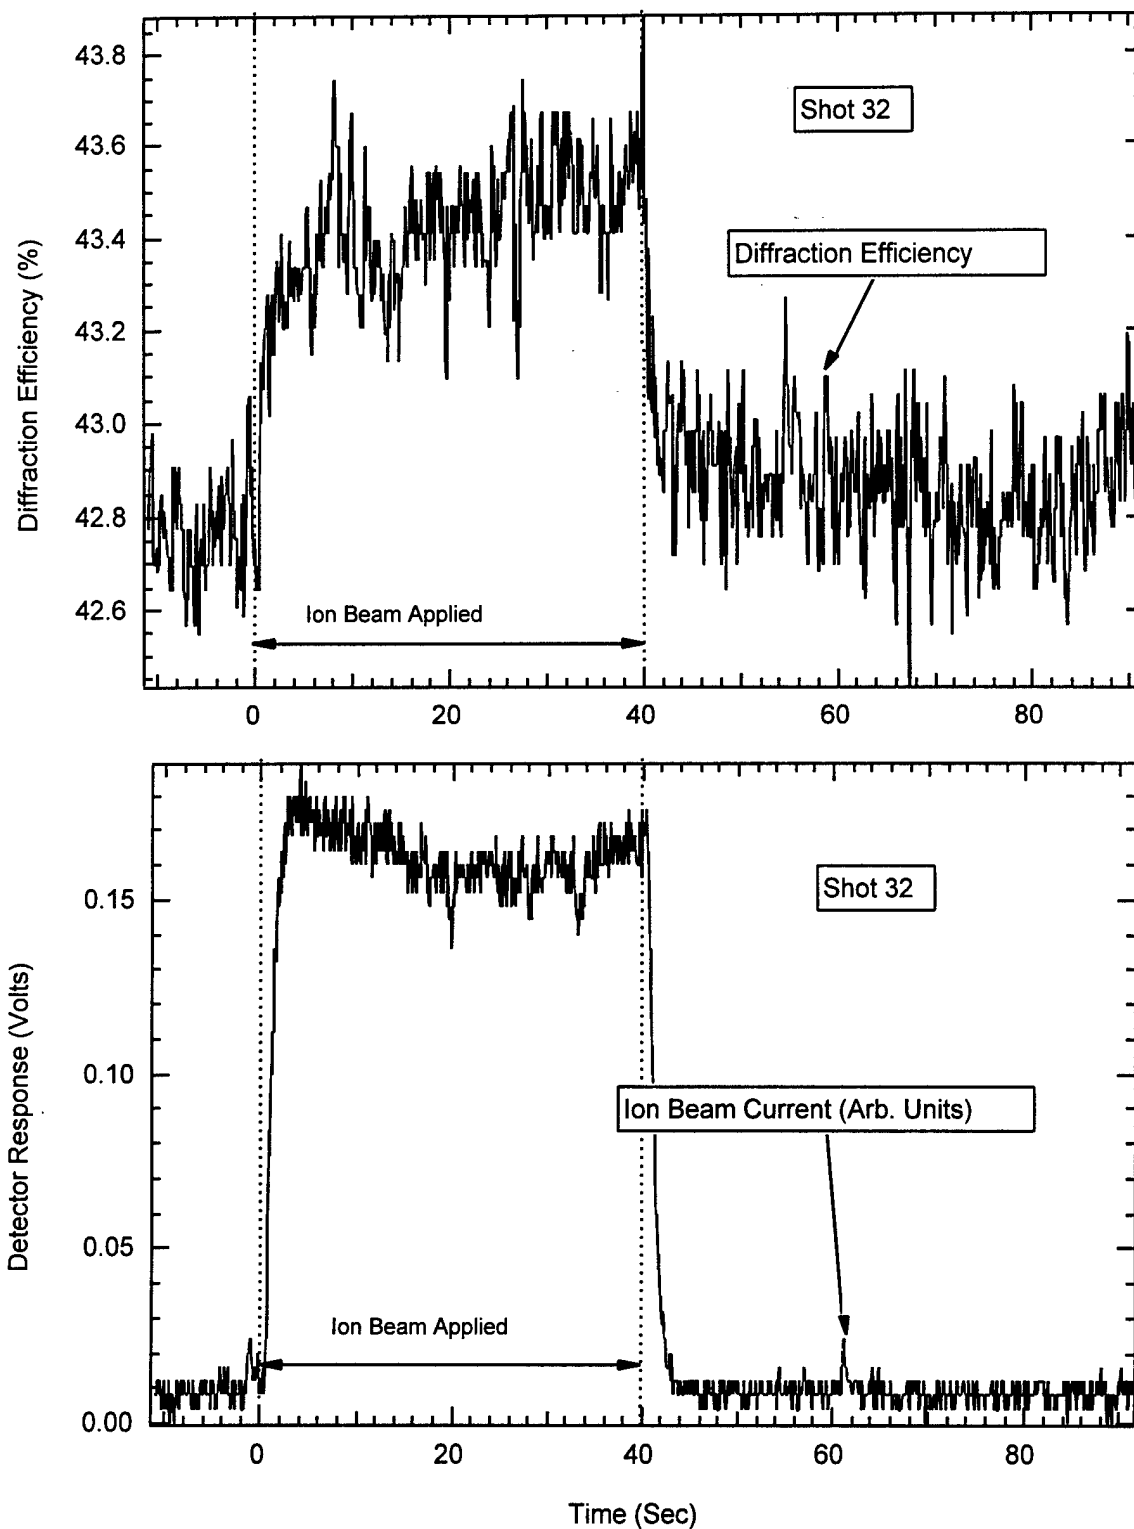 43.8
43.6
43.4
43.2
43.0
42.8
42.6
Diffraction Efficiency (%)
Shot 32
Diffraction Efficiency
Ion Beam Applied
0
20
40
60
80
0.15
0.10
0.05
0.00
Detector Response (Volts)
Shot 32
Ion Beam Current (Arb. Units)
Ion Beam Applied
0
20
40
60
80
Time (Sec)